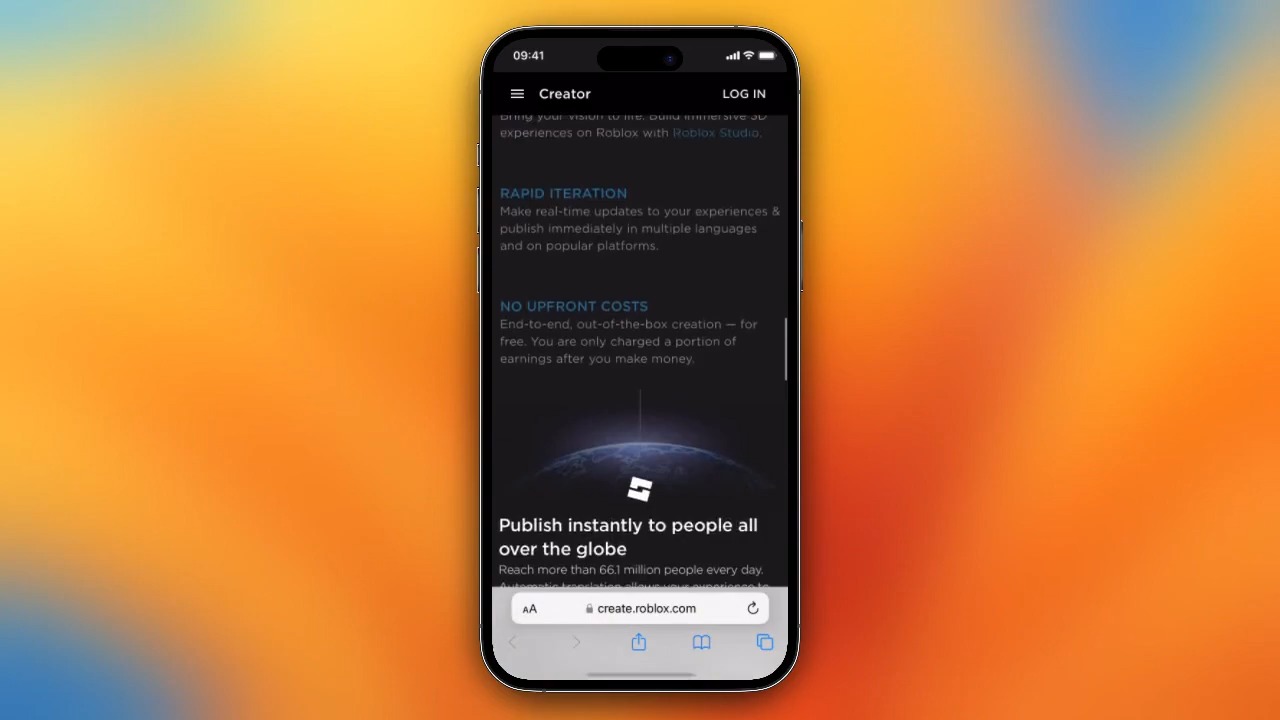 09:41
Creator
LOG IN
Bring your vision to life. Build immersive 3D
experiences on Roblox with Roblox Studio.
RAPID ITERATION
Make real-time updates to your experiences &
publish immediately in multiple languages
and on popular platforms.
NO UPFRONT COSTS
End-to-end, out-of-the-box creation — for
free. You are only charged a portion of
earnings after you make money.
Publish instantly to people all
over the globe
Reach more than 66.1 million people every day.
Automatic translation allows your experience to
AA
create.roblox.com